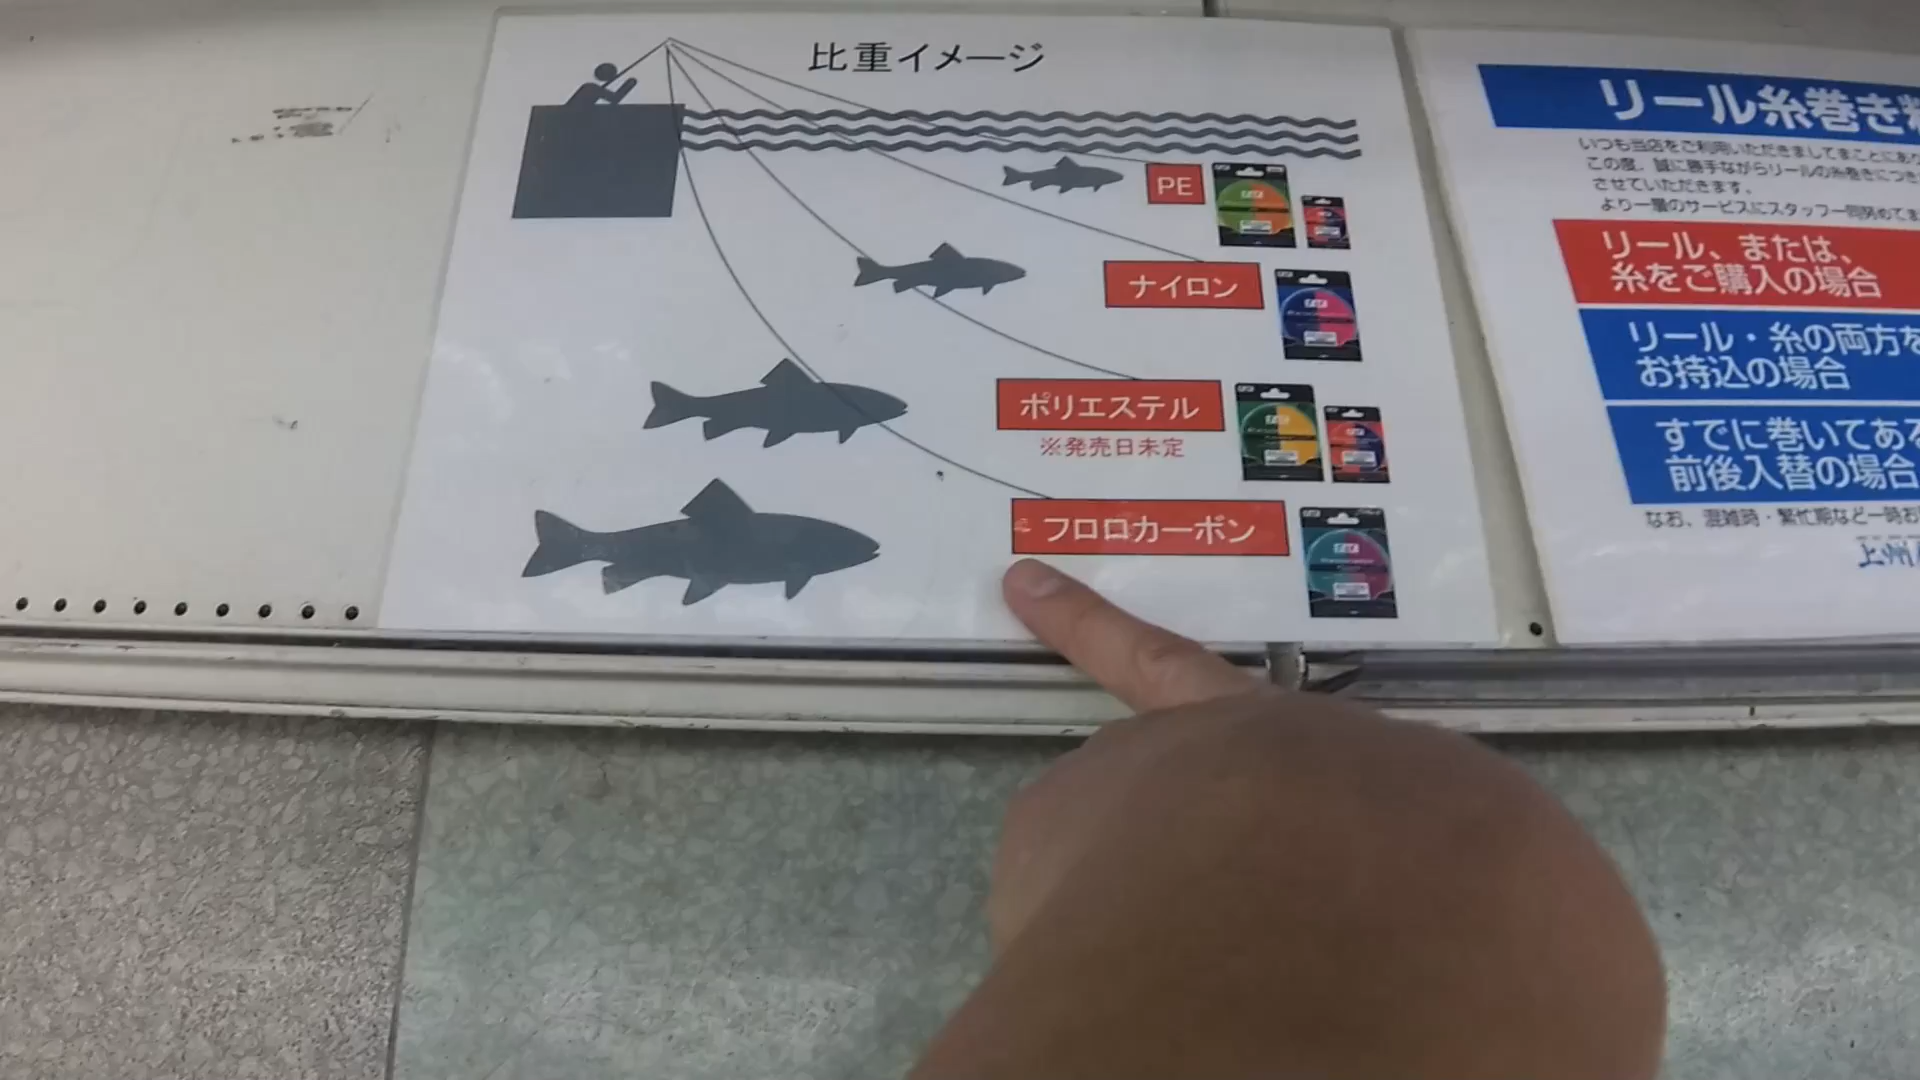 比重イメージ
PE
ナイロン
ポリエステル
※発売日未定
フロロカーボン
リール糸巻き
いつも当店をご利用いただきましてまことにあり
この度、誠に勝手ながらリールの糸巻きにつき
させていただきます。
より一層のサービスにスタッフ一同努めてま
リール、または、
糸をご購入の場合
リール・糸の両方を
お持込の場合
すでに巻いてある
前後入替の場合
なお、混雑時・繁忙期など一時お
上州